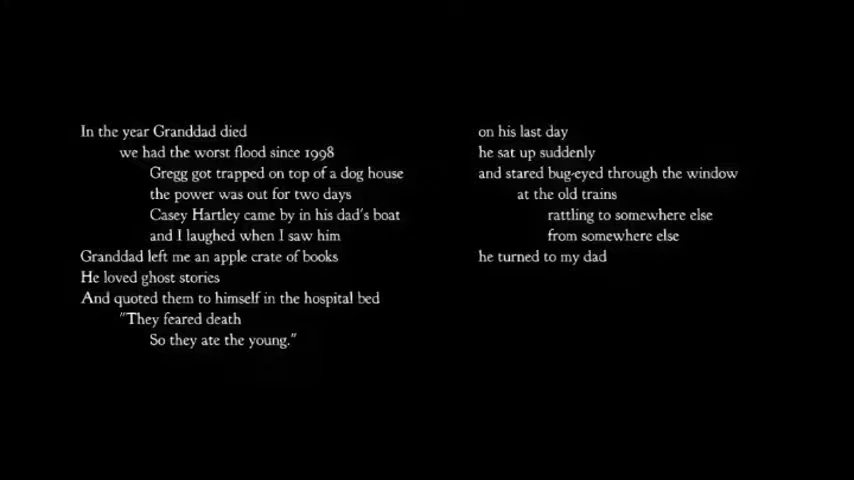 In the year Granddad died
we had the worst flood since 1998
Gregg got trapped on top of a dog house
the power was out for two days
Casey Hartley came by in his dad's boat
and I laughed when I saw him
Granddad left me an apple crate of books
He loved ghost stories
And quoted them to himself in the hospital bed
"They feared death
So they ate the young."
on his last day
he sat up suddenly
and stared bug-eyed through the window
at the old trains
rattling to somewhere else
from somewhere else
he turned to my dad